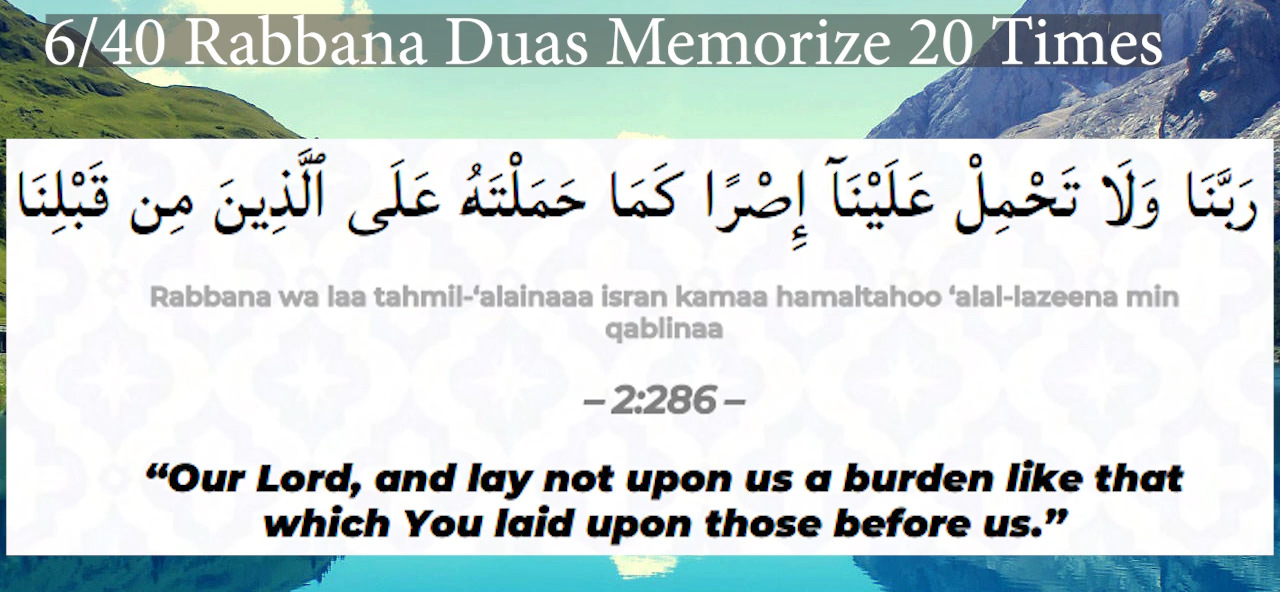 6/40 Rabbana Duas Memorize 20 Times
رَبَّنَا وَلَا تَحْمِلْ عَلَيْنَآ إِصْرًا كَمَا حَمَلْتَهُ عَلَى ٱلَّذِينَ مِن قَبْلِنَا
Rabbana wa laa tahmil-‘alainaaa isran kamaa hamaltahoo ‘alal-lazeena min
qablinaa
– 2:286 –
“Our Lord, and lay not upon us a burden like that
which You laid upon those before us.”